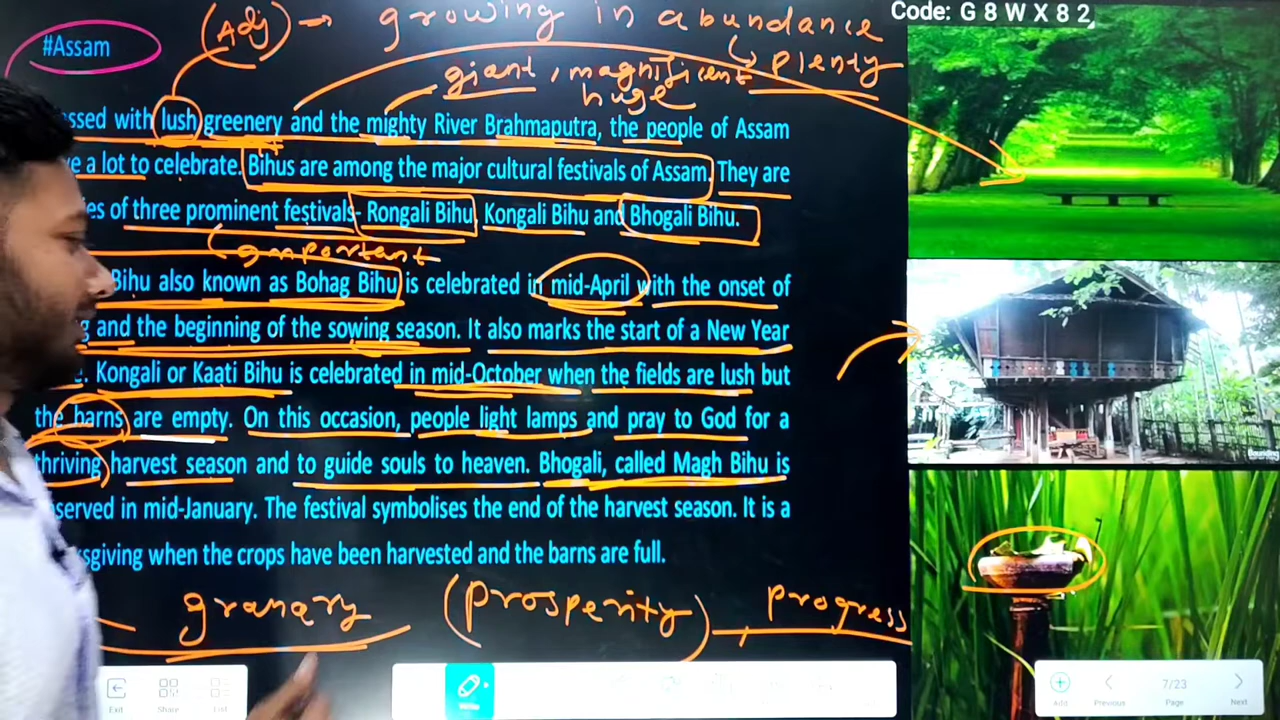 Code: G 8 W X 8 2
#Assam
(Adj) → growing in abundance
giant, magnificent plenty
huge
ssed with lush greenery and the mighty River Brahmaputra, the people of Assam
e a lot to celebrate. Bihus are among the major cultural festivals of Assam. They are
es of three prominent festivals- Rongali Bihu, Kongali Bihu and Bhogali Bihu.
important
Bihu also known as Bohag Bihu is celebrated in mid-April with the onset of
g and the beginning of the sowing season. It also marks the start of a New Year
e. Kongali or Kaati Bihu is celebrated in mid-October when the fields are lush but
the barns are empty. On this occasion, people light lamps and pray to God for a
thriving harvest season and to guide souls to heaven. Bhogali, called Magh Bihu is
served in mid-January. The festival symbolises the end of the harvest season. It is a
sgiving when the crops have been harvested and the barns are full.
granary (prosperity), progress
Exit Share List
Add Previous 7/23 Page Next